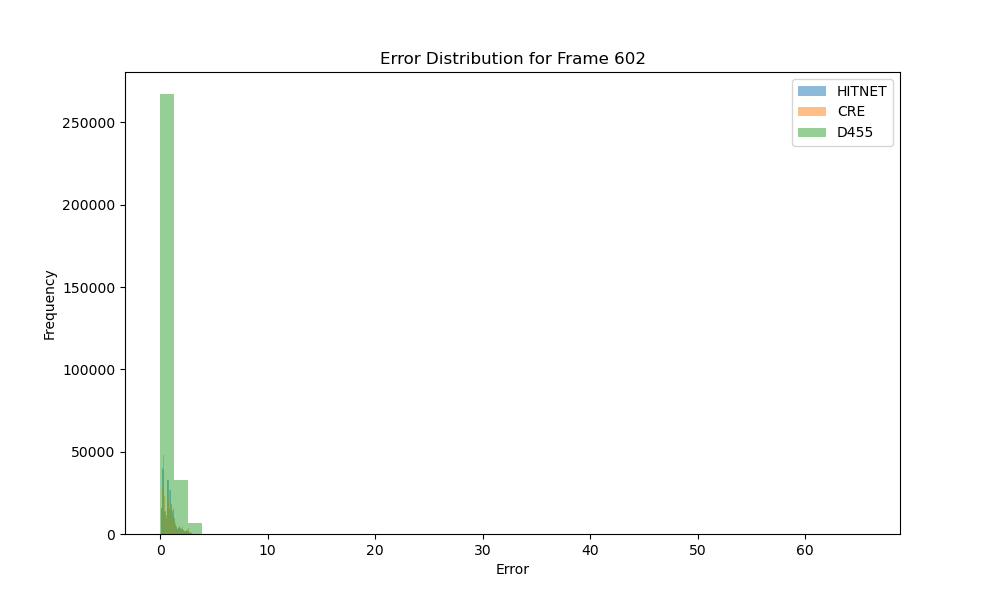 Error Distribution for Frame 602
HITNET
CRE
D455
250000
200000
150000
100000
50000
0
Frequency
0 10 20 30 40 50 60
Error